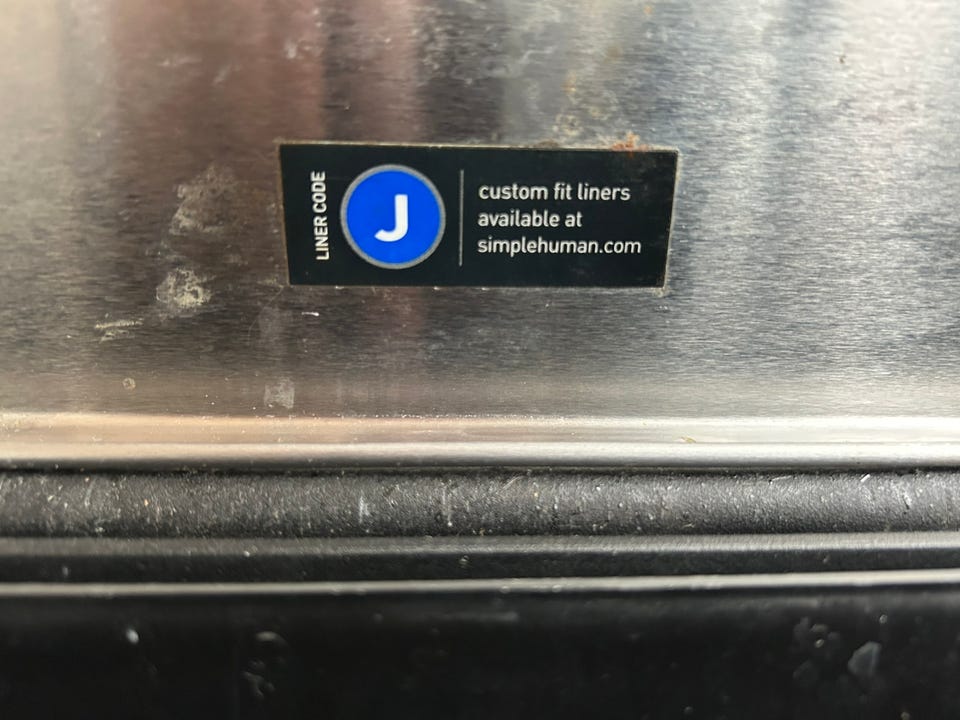 LINER CODE
J
custom fit liners
available at
simplehuman.com